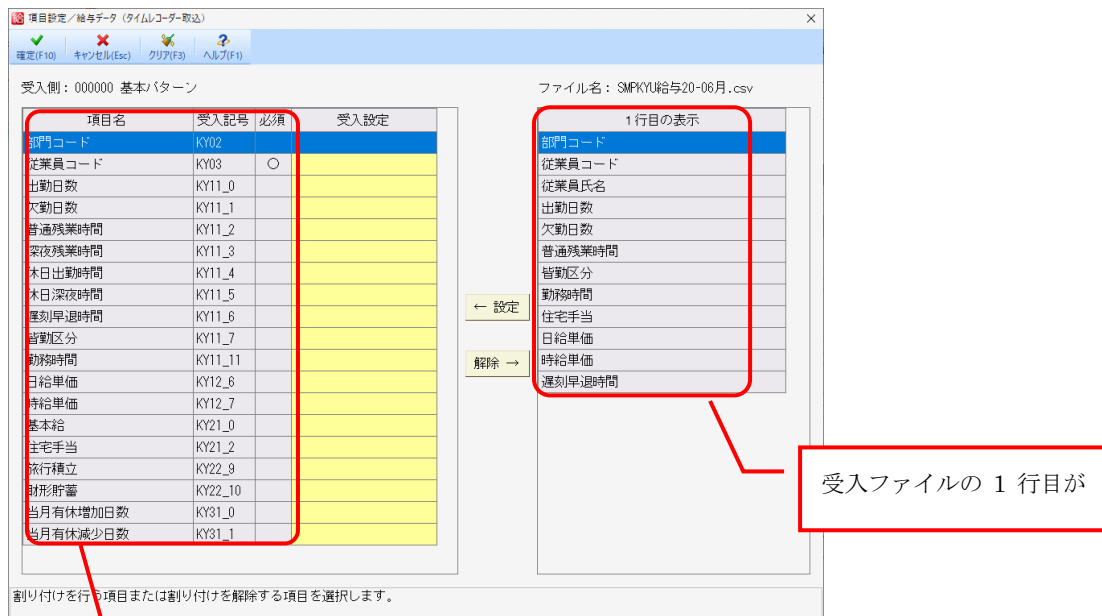 項目設定／給与データ（タイムレコーダー取込）
確定(F10) キャンセル(Esc) クリア(F3) ヘルプ(F1)
受入側：000000 基本パターン
ファイル名：SMPKYU給与20-06月.csv
項目名 受入記号 必須 受入設定
部門コード KY02
従業員コード KY03 ○
出勤日数 KY11_0
欠勤日数 KY11_1
普通残業時間 KY11_2
深夜残業時間 KY11_3
休日出勤時間 KY11_4
休日深夜時間 KY11_5
遅刻早退時間 KY11_6
皆勤区分 KY11_7
勤務時間 KY11_11
日給単価 KY12_6
時給単価 KY12_7
基本給 KY21_0
住宅手当 KY21_2
旅行積立 KY22_9
財形貯蓄 KY22_10
当月有休増加日数 KY31_0
当月有休減少日数 KY31_1
← 設定
解除 →
1行目の表示
部門コード
従業員コード
従業員氏名
出勤日数
欠勤日数
普通残業時間
皆勤区分
勤務時間
住宅手当
日給単価
時給単価
遅刻早退時間
受入ファイルの 1 行目が
割り付けを行う項目または割り付けを解除する項目を選択します。